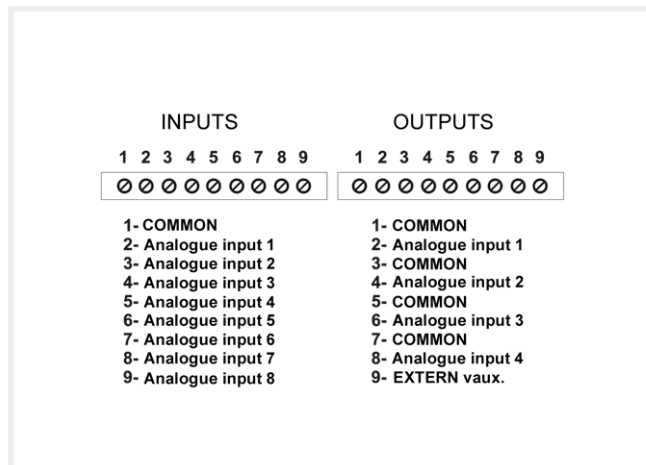 INPUTS
1 2 3 4 5 6 7 8 9
1- COMMON
2- Analogue input 1
3- Analogue input 2
4- Analogue input 3
5- Analogue input 4
6- Analogue input 5
7- Analogue input 6
8- Analogue input 7
9- Analogue input 8
OUTPUTS
1 2 3 4 5 6 7 8 9
1- COMMON
2- Analogue input 1
3- COMMON
4- Analogue input 2
5- COMMON
6- Analogue input 3
7- COMMON
8- Analogue input 4
9- EXTERN vaux.